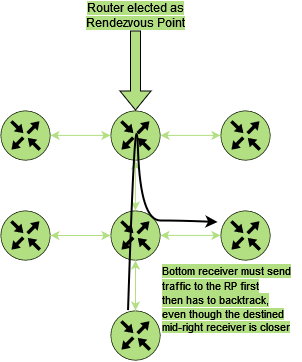 Router elected as
Rendezvous Point
Bottom receiver must send
traffic to the RP first
then has to backtrack,
even though the destined
mid-right receiver is closer